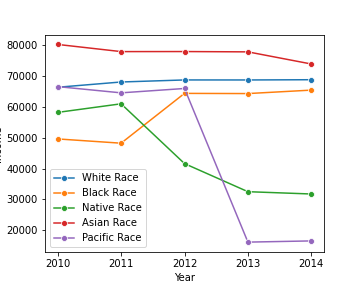 80000
70000
60000
50000
40000
30000
20000
White Race
Black Race
Native Race
Asian Race
Pacific Race
2010 2011 2012 2013 2014
Year